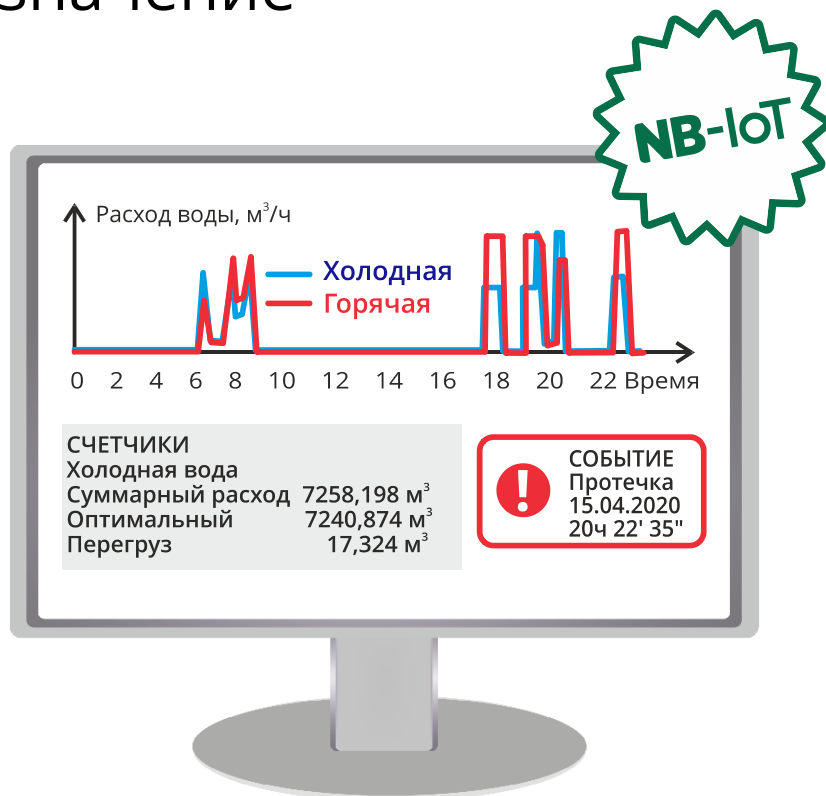 NB-IoT
Расход воды, м³/ч
Холодная
Горячая
0 2 4 6 8 10 12 14 16 18 20 22 Время
СЧЕТЧИКИ
Холодная вода
Суммарный расход 7258,198 м³
Оптимальный 7240,874 м³
Перегруз 17,324 м³
СОБЫТИЕ
Протечка
15.04.2020
20ч 22' 35"